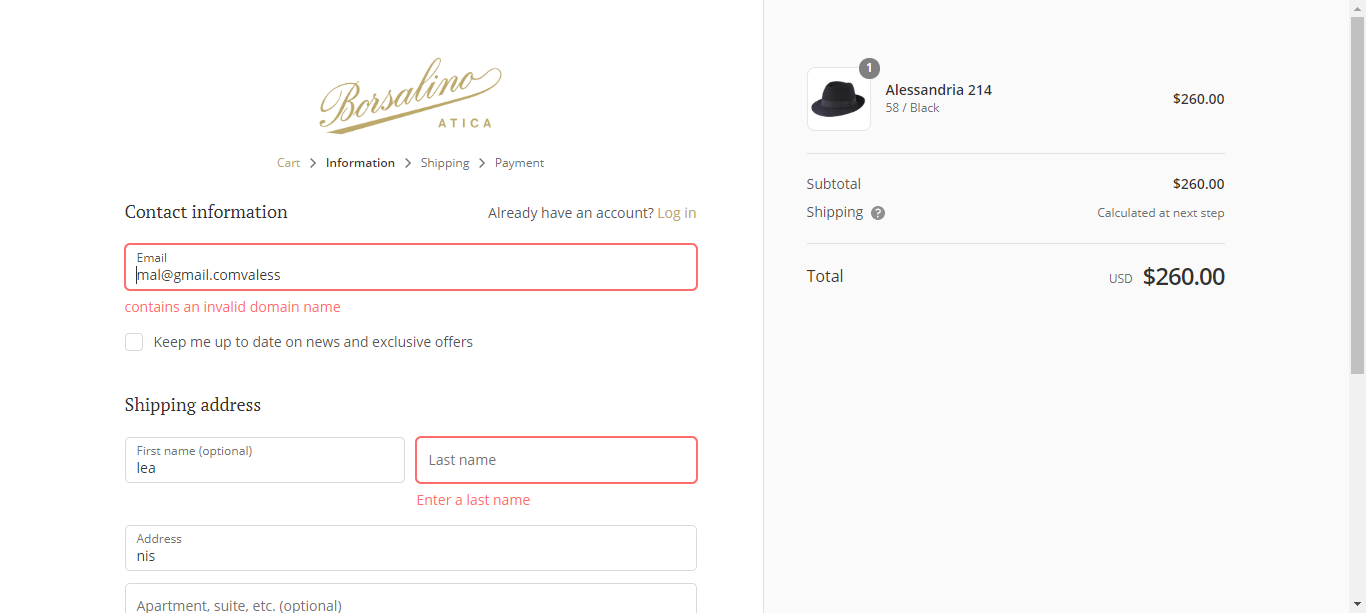 Borsalino
ATICA
Cart > Information > Shipping > Payment
Contact information
Already have an account? Log in
Email
mal@gmail.comvaless
contains an invalid domain name
Keep me up to date on news and exclusive offers
Shipping address
First name (optional)
lea
Last name
Enter a last name
Address
nis
Apartment, suite, etc. (optional)
1
Alessandria 214
58 / Black
$260.00
Subtotal
$260.00
Shipping ?
Calculated at next step
Total
USD $260.00